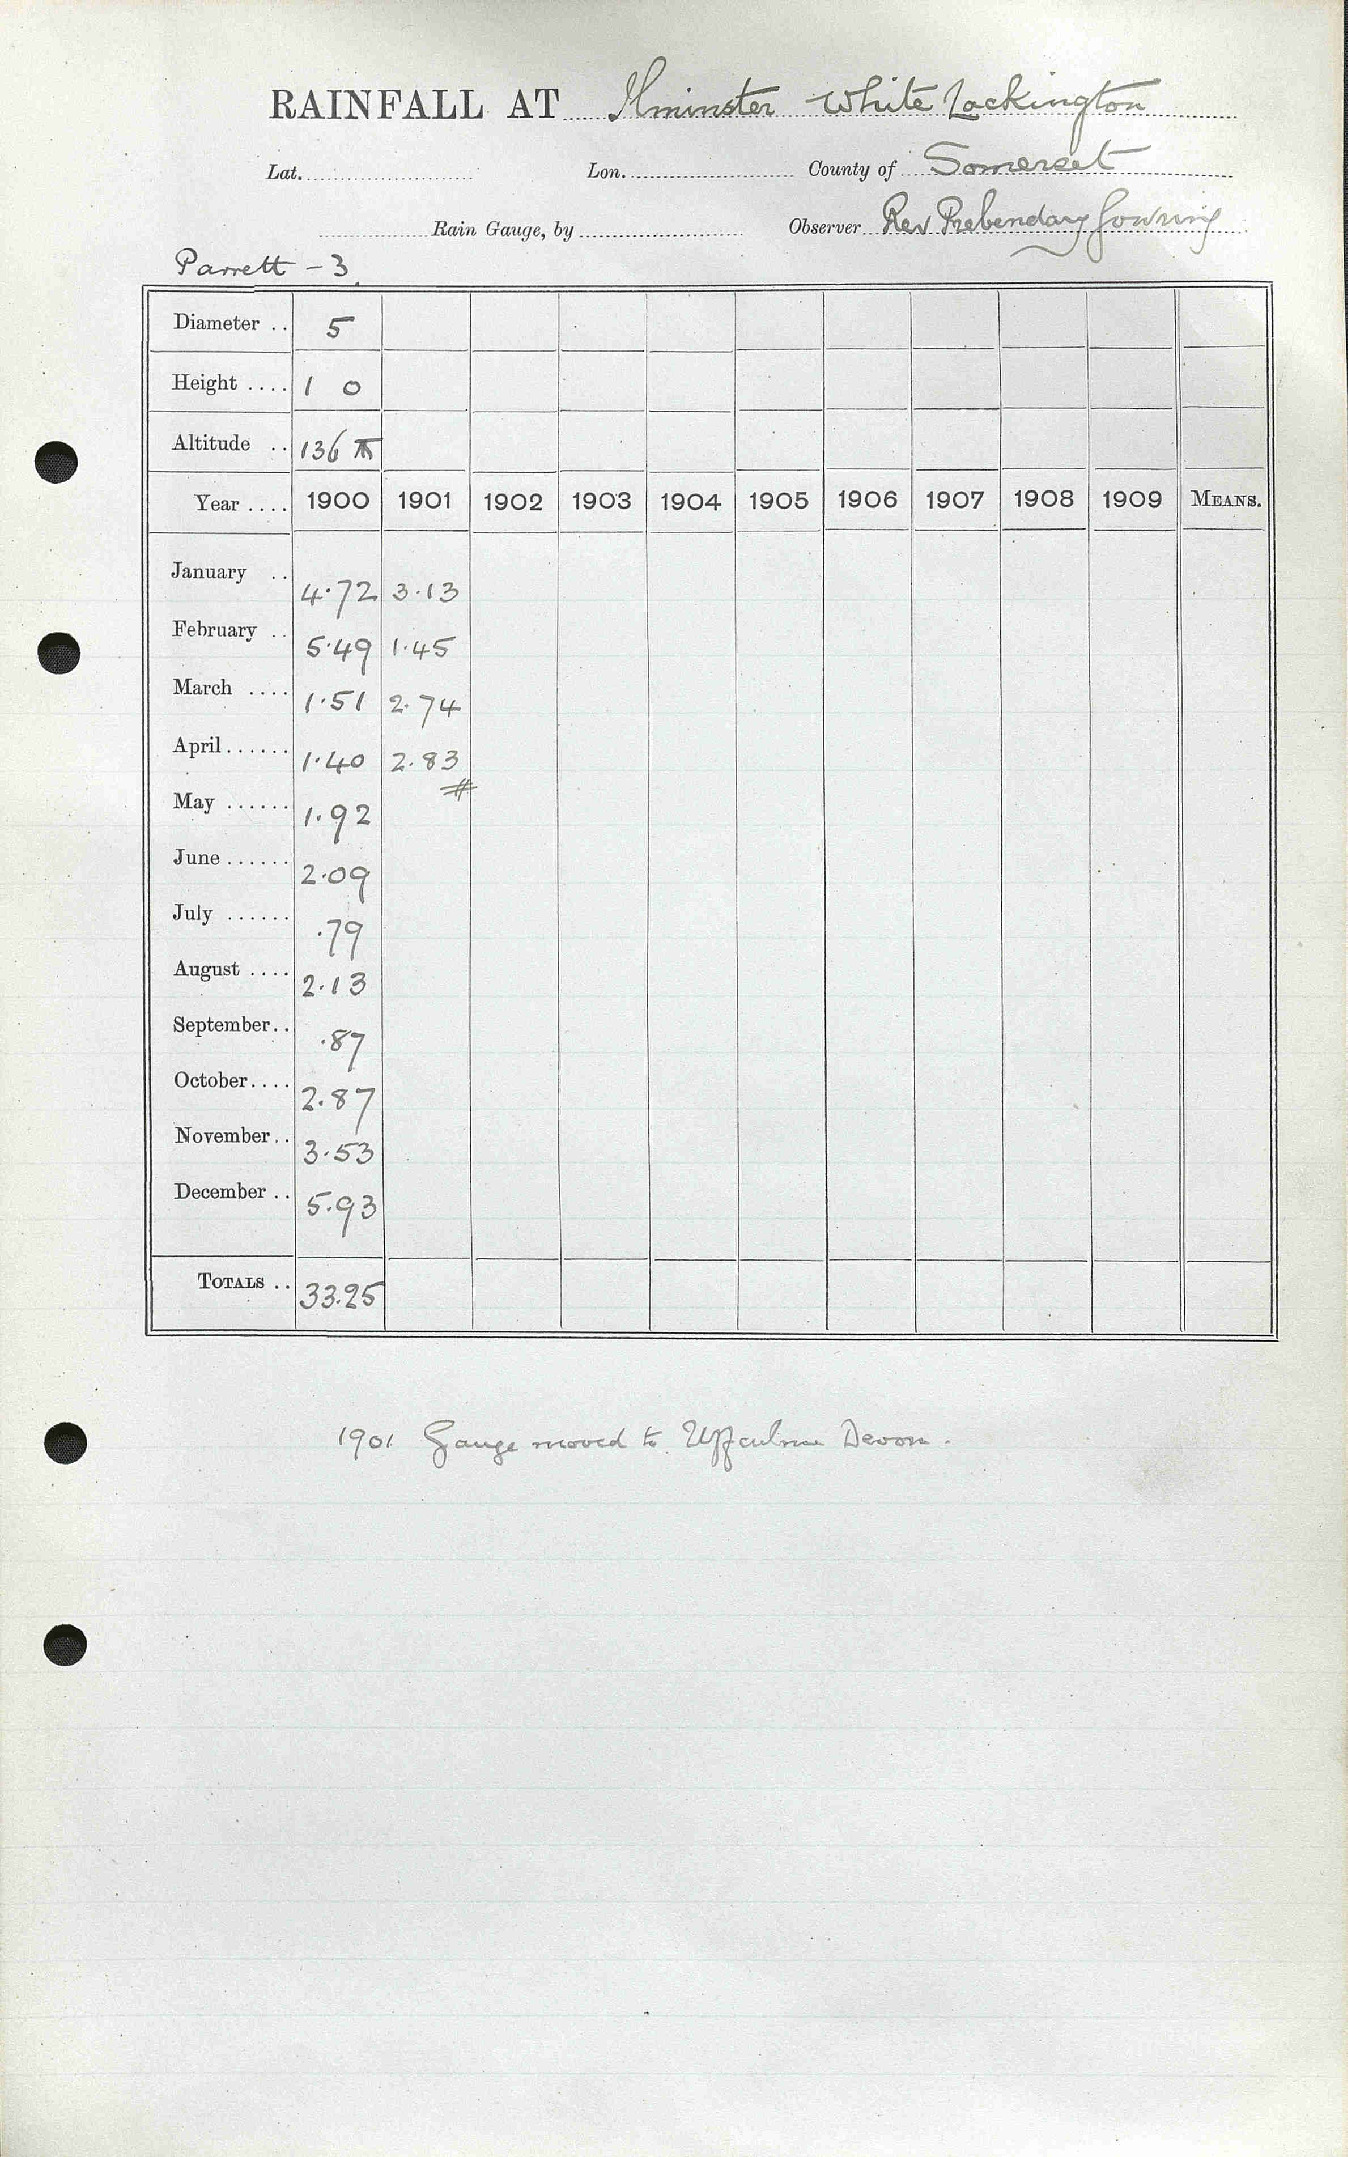 RAINFALL AT Ilminster White Lackington
Lat. Lon. County of Somerset
Rain Gauge, by Observer Rev Prebendary
Parrett - 3
Diameter .. 5
Height .... 1 0
Altitude .. 136
Year .... 1900 1901 1902 1903 1904 1905 1906 1907 1908 1909 MEANS.
January .. 4.72 3.13
February .. 5.49 1.45
March .... 1.51 2.74
April...... 1.40 2.83
#
May ...... 1.92
June...... 2.09
July ...... .79
August .... 2.13
September.. .87
October.... 2.87
November.. 3.53
December .. 5.93
TOTALS .. 33.25
1901 Gauge moved to Uffculme Devon.